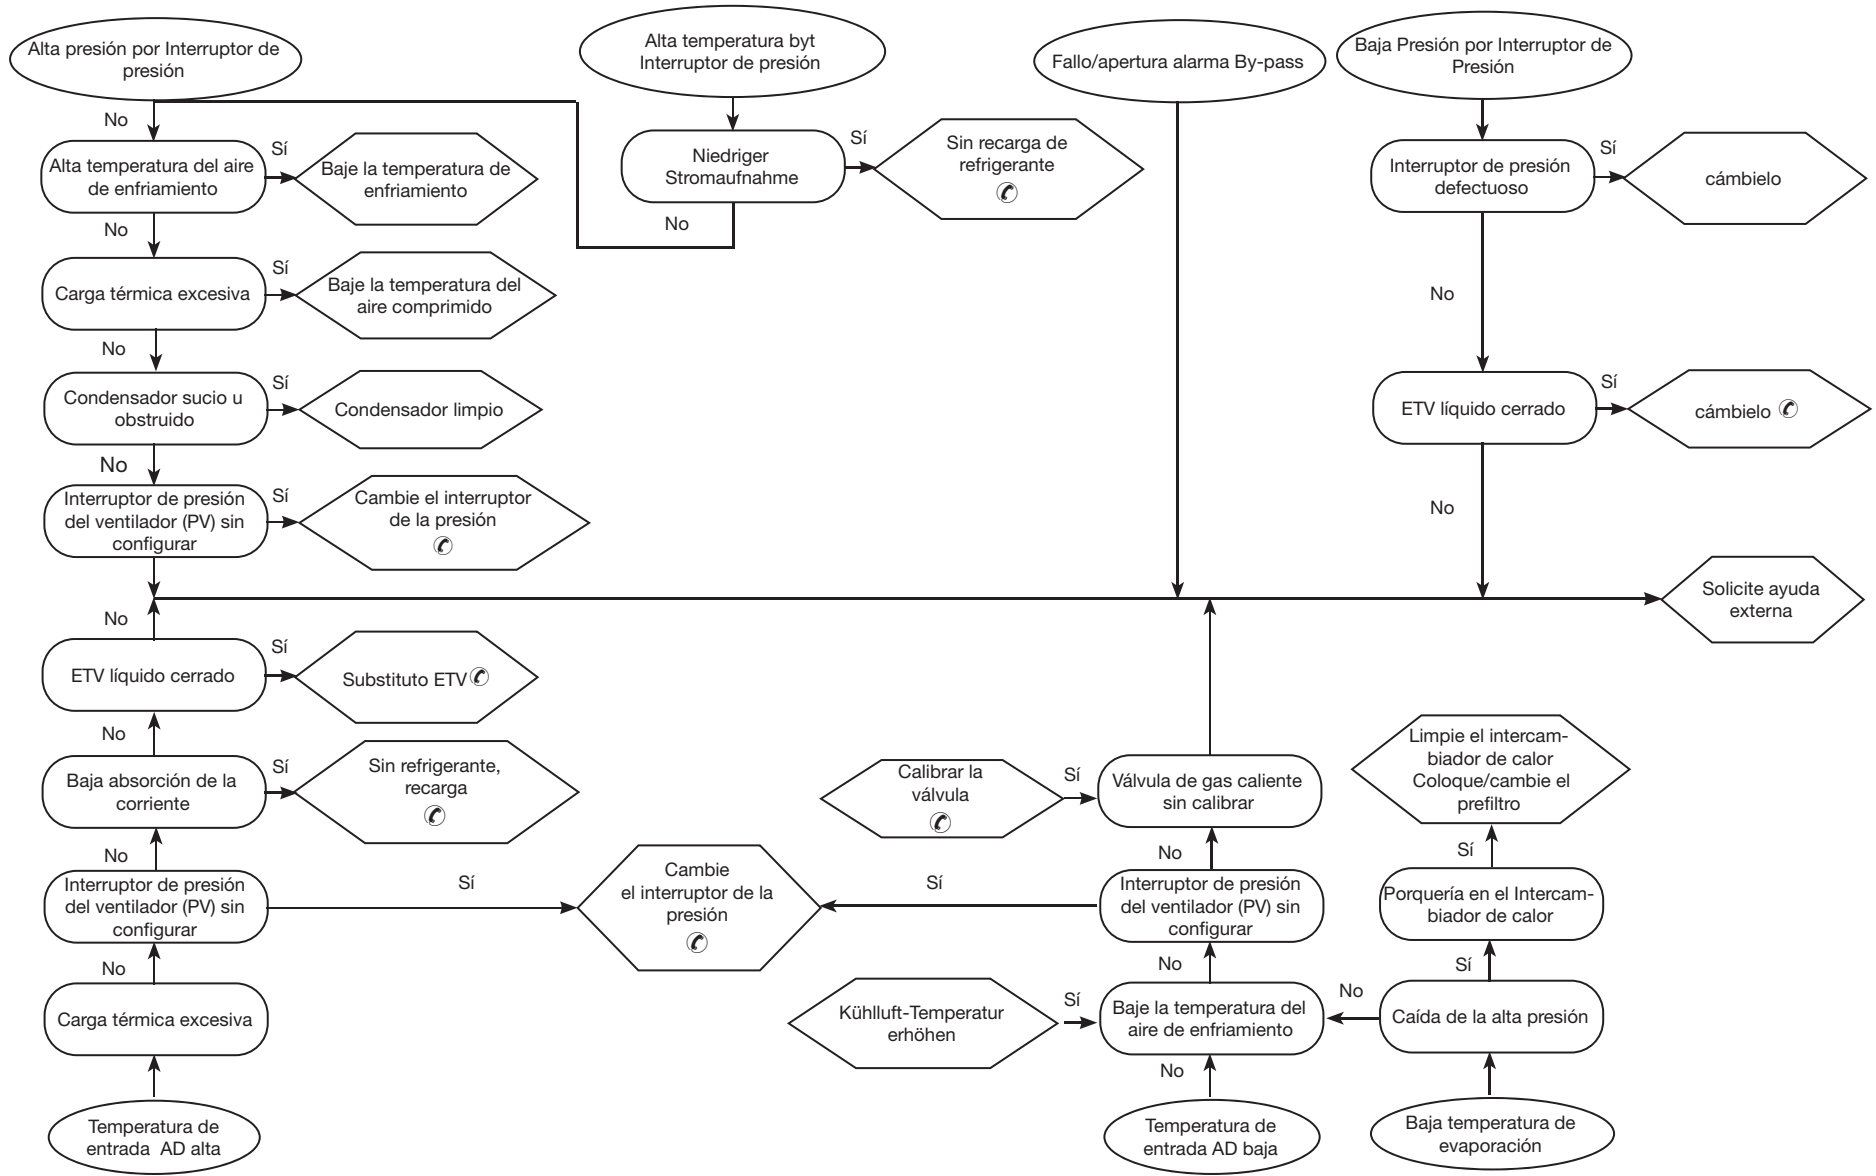 Alta presión por Interruptor de
presión
Alta temperatura byt
Interruptor de presión
Fallo/apertura alarma By-pass
Baja Presión por Interruptor de
Presión
No
Alta temperatura del aire
de enfriamiento
Sí
Baje la temperatura de
enfriamiento
Niedriger
Stromaufnahme
Sí
Sin recarga de
refrigerante
No
Interruptor de presión
defectuoso
Sí
cámbielo
No
Carga térmica excesiva
Sí
Baje la temperatura del
aire comprimido
No
No
Condensador sucio u
obstruido
Sí
Condensador limpio
ETV líquido cerrado
Sí
cámbielo
No
Interruptor de presión
del ventilador (PV) sin
configurar
Sí
Cambie el interruptor
de la presión
No
Solicite ayuda
externa
No
ETV líquido cerrado
Sí
Substituto ETV
No
Baja absorción de la
corriente
Sí
Sin refrigerante,
recarga
Calibrar la
válvula
Sí
Válvula de gas caliente
sin calibrar
Limpie el intercam-
biador de calor
Coloque/cambie el
prefiltro
No
Interruptor de presión
del ventilador (PV) sin
configurar
Sí
Cambie
el interruptor de la
presión
Sí
No
Interruptor de presión
del ventilador (PV) sin
configurar
Sí
Porquería en el Intercam-
biador de calor
No
Carga térmica excesiva
Kühlluft-Temperatur
erhöhen
Sí
No
Baje la temperatura del
aire de enfriamiento
No
Sí
Caída de la alta presión
No
Temperatura de
entrada AD alta
Temperatura de
entrada AD baja
Baja temperatura de
evaporación